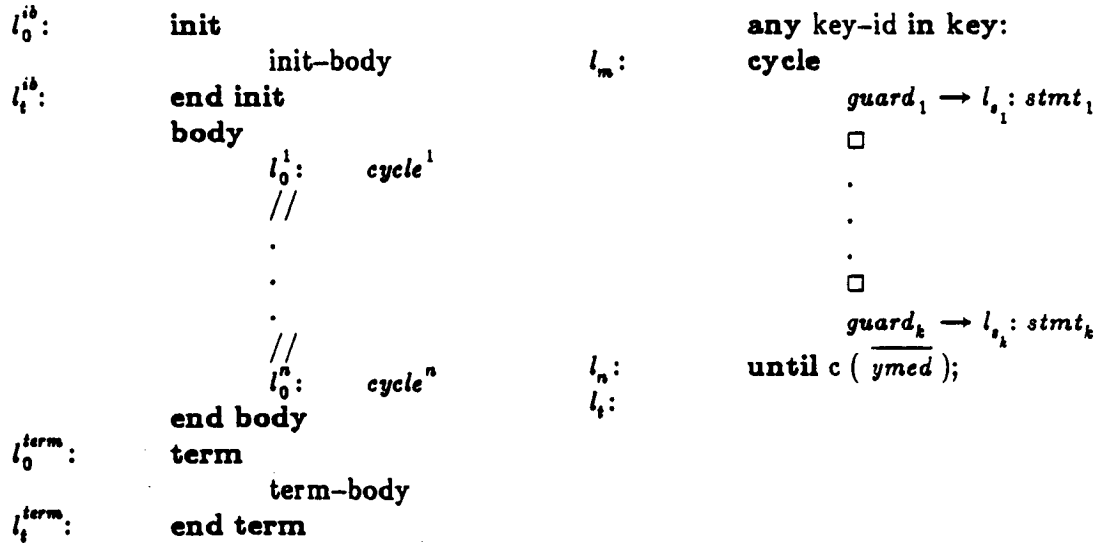 l_0^{ib}: init
init–body
l_t^{ib}: end init
body
l_0^1: cycle^1
//
.
.
.
//
l_0^n: cycle^n
end body
l_0^{term}: term
term–body
l_t^{term}: end term
any key–id in key:
l_m: cycle
guard_1 → l_{s_1}: stmt_1
□
.
.
.
□
guard_k → l_{s_k}: stmt_k
l_n: until c ( \overline{ymed} );
l_t: